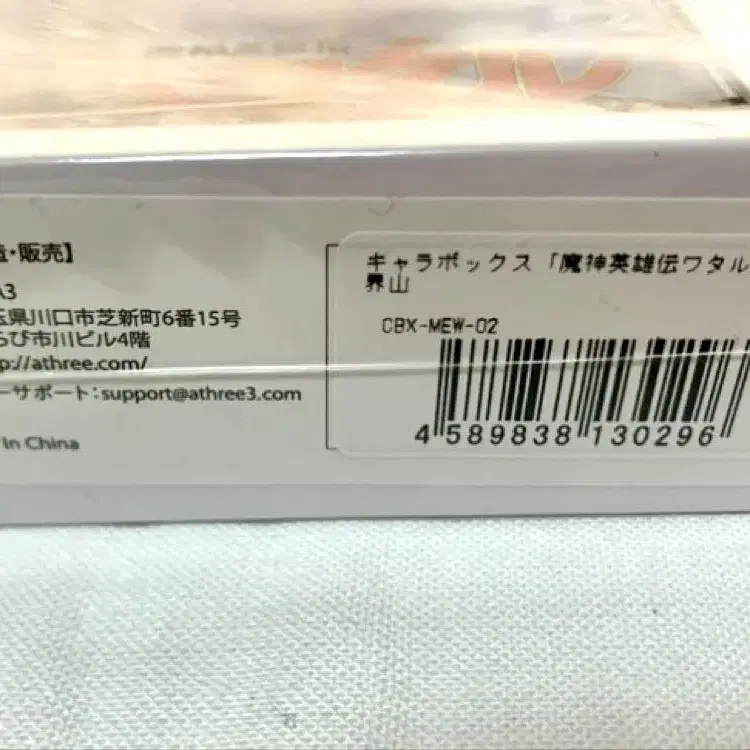 ・販売】
A3
玉県川口市芝新町6番15号
らび市川ビル4階
p://athree.com/
ーサポート：support@athree3.com
in China
キャラボックス「魔神英雄伝ワタル
界山
CBX-MEW-02
4 589838 130296